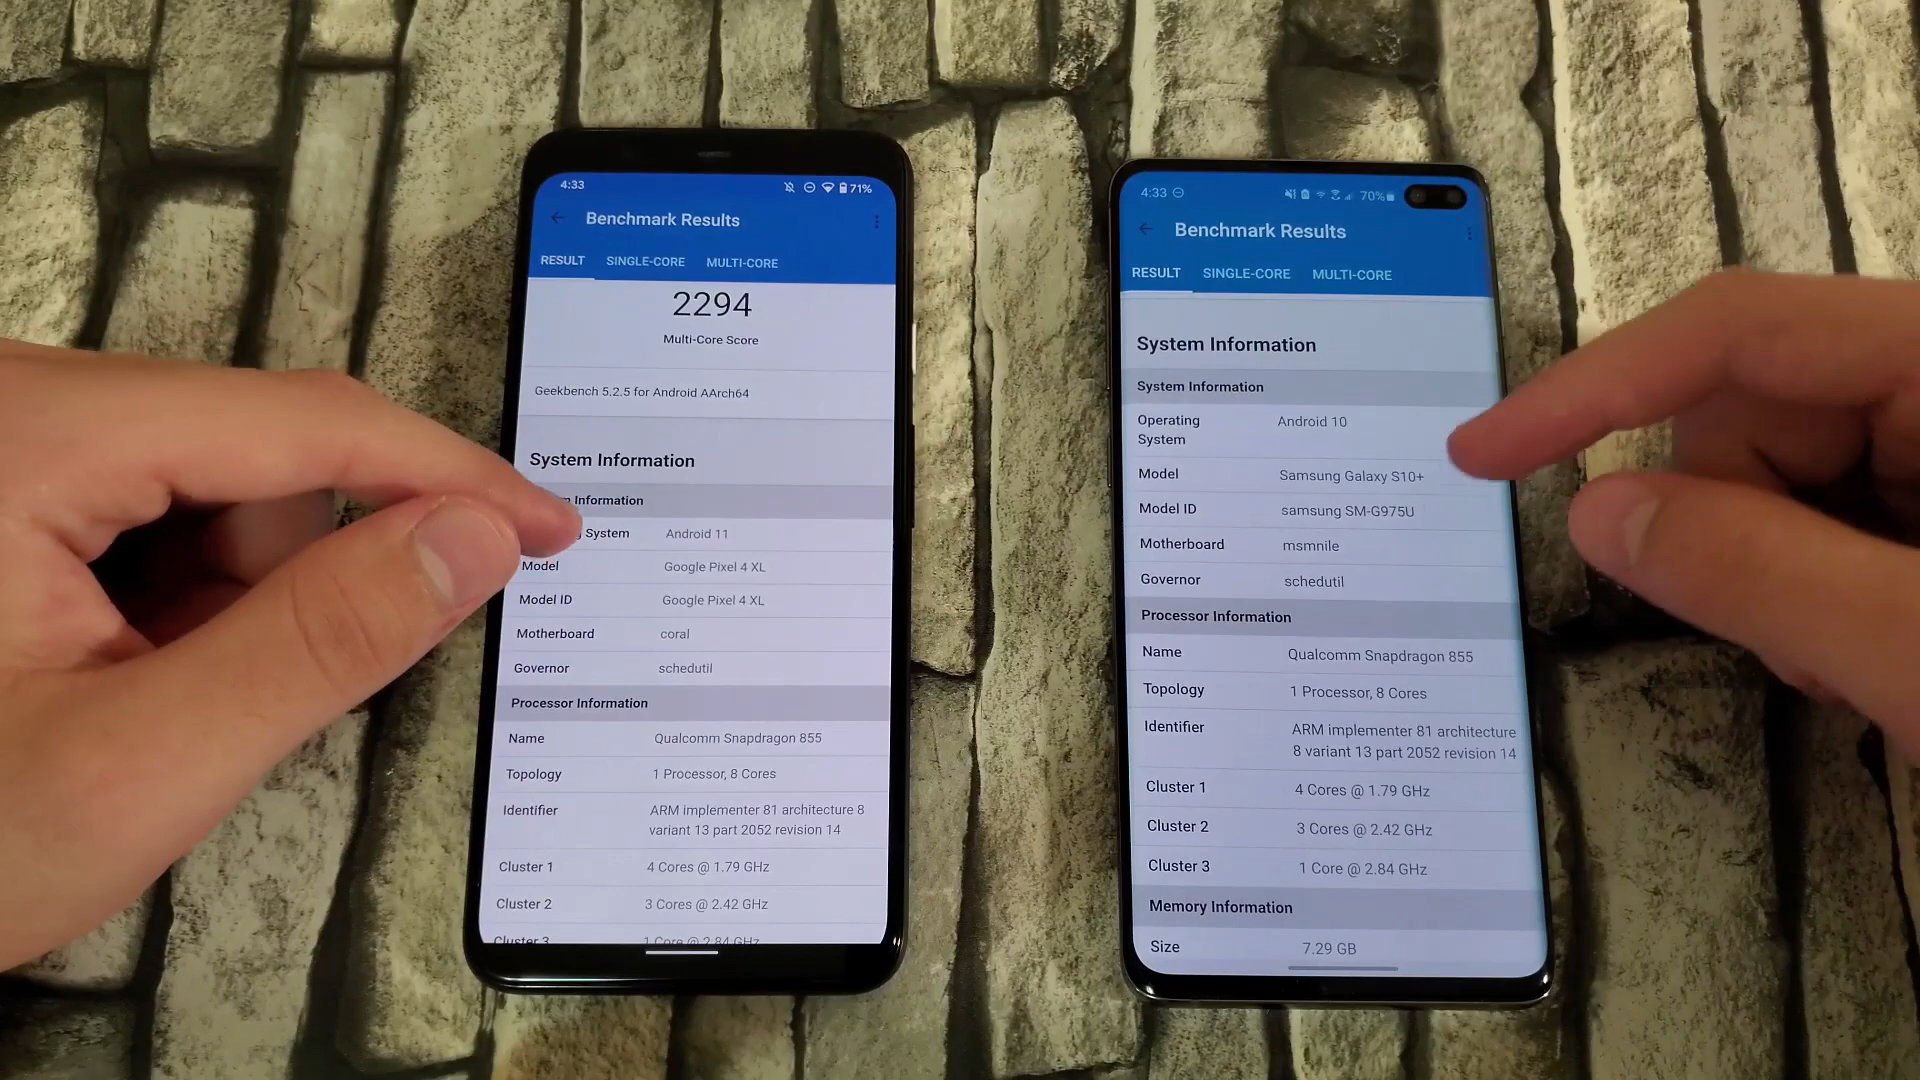 4:33
71%
Benchmark Results
RESULT SINGLE-CORE MULTI-CORE
2294
Multi-Core Score
Geekbench 5.2.5 for Android AArch64
System Information
Information
System Android 11
Model Google Pixel 4 XL
Model ID Google Pixel 4 XL
Motherboard coral
Governor schedutil
Processor Information
Name Qualcomm Snapdragon 855
Topology 1 Processor, 8 Cores
Identifier ARM implementer 81 architecture 8
variant 13 part 2052 revision 14
Cluster 1 4 Cores @ 1.79 GHz
Cluster 2 3 Cores @ 2.42 GHz
Cluster 3 1 Core @ 2.84 GHz
4:33
70%
Benchmark Results
RESULT SINGLE-CORE MULTI-CORE
System Information
System Information
Operating Android 10
System
Model Samsung Galaxy S10+
Model ID samsung SM-G975U
Motherboard msmnile
Governor schedutil
Processor Information
Name Qualcomm Snapdragon 855
Topology 1 Processor, 8 Cores
Identifier ARM implementer 81 architecture
8 variant 13 part 2052 revision 14
Cluster 1 4 Cores @ 1.79 GHz
Cluster 2 3 Cores @ 2.42 GHz
Cluster 3 1 Core @ 2.84 GHz
Memory Information
Size 7.29 GB